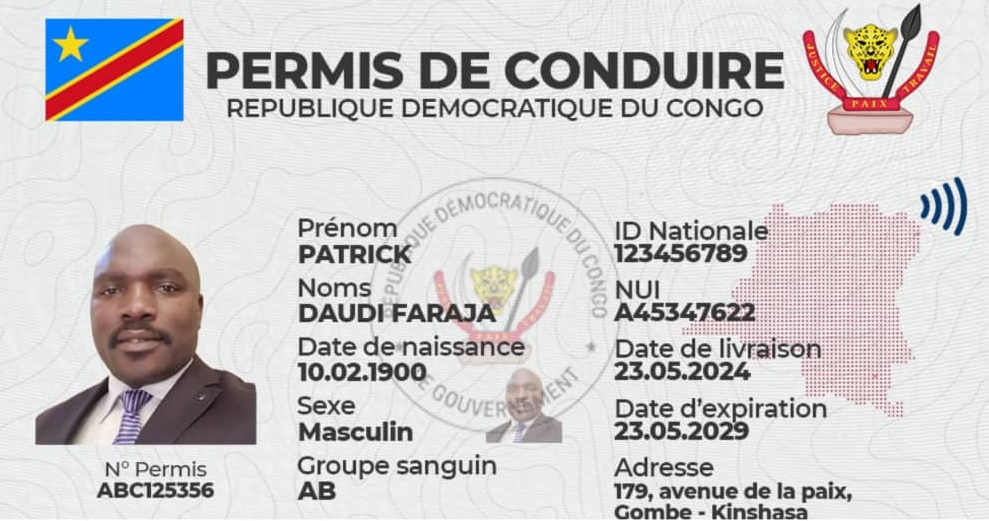 PERMIS DE CONDUIRE
REPUBLIQUE DEMOCRATIQUE DU CONGO
JUSTICE PAIX TRAVAIL
RÉPUBLIQUE DÉMOCRATIQUE DU CONGO
LE GOUVERNEMENT
Prénom
PATRICK
Noms
DAUDI FARAJA
Date de naissance
10.02.1900
Sexe
Masculin
Groupe sanguin
AB
ID Nationale
123456789
NUI
A45347622
Date de livraison
23.05.2024
Date d’expiration
23.05.2029
Adresse
179, avenue de la paix,
Gombe - Kinshasa
N° Permis
ABC125356